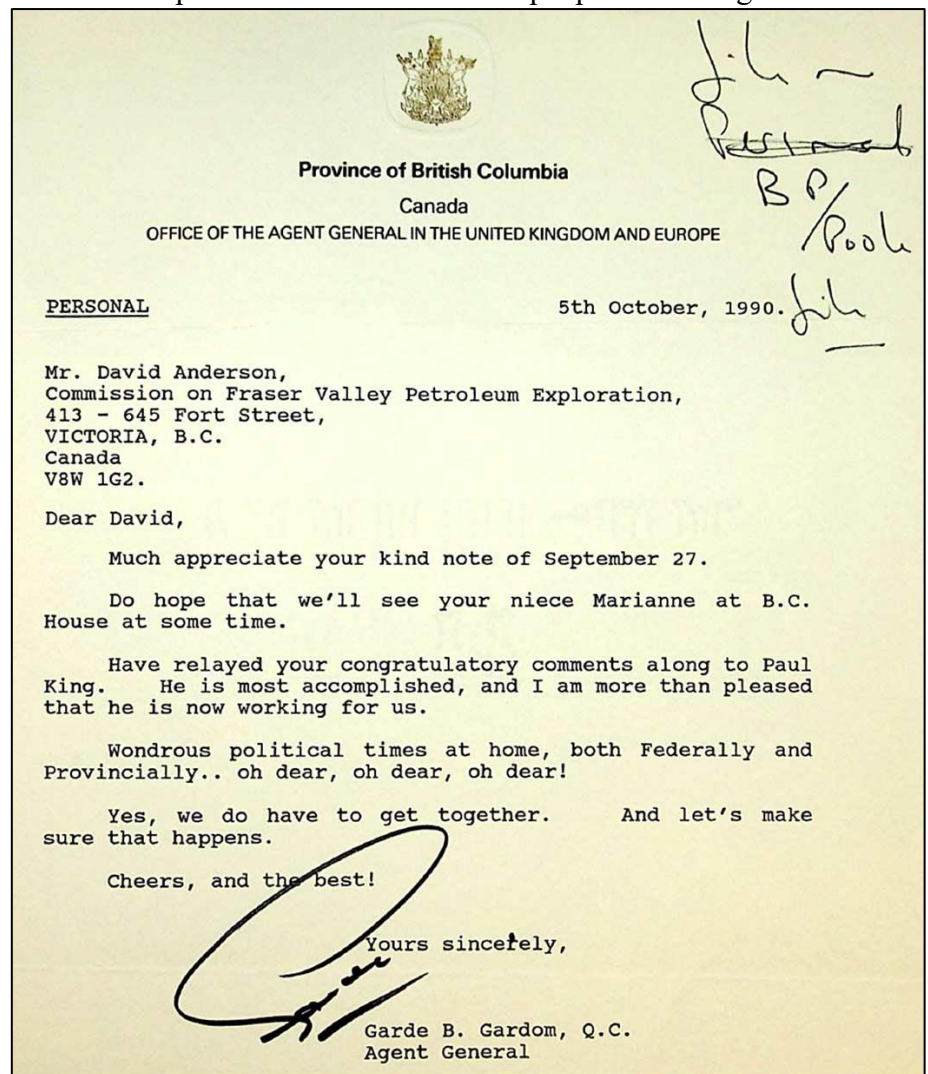 Province of British Columbia
Canada
OFFICE OF THE AGENT GENERAL IN THE UNITED KINGDOM AND EUROPE
file
B P/
Poole
file
PERSONAL
5th October, 1990.
Mr. David Anderson,
Commission on Fraser Valley Petroleum Exploration,
413 - 645 Fort Street,
VICTORIA, B.C.
Canada
V8W 1G2.
Dear David,
Much appreciate your kind note of September 27.
Do hope that we'll see your niece Marianne at B.C.
House at some time.
Have relayed your congratulatory comments along to Paul
King. He is most accomplished, and I am more than pleased
that he is now working for us.
Wondrous political times at home, both Federally and
Provincially.. oh dear, oh dear, oh dear!
Yes, we do have to get together. And let's make
sure that happens.
Cheers, and the best!
Yours sincerely,
Garde B. Gardom, Q.C.
Agent General